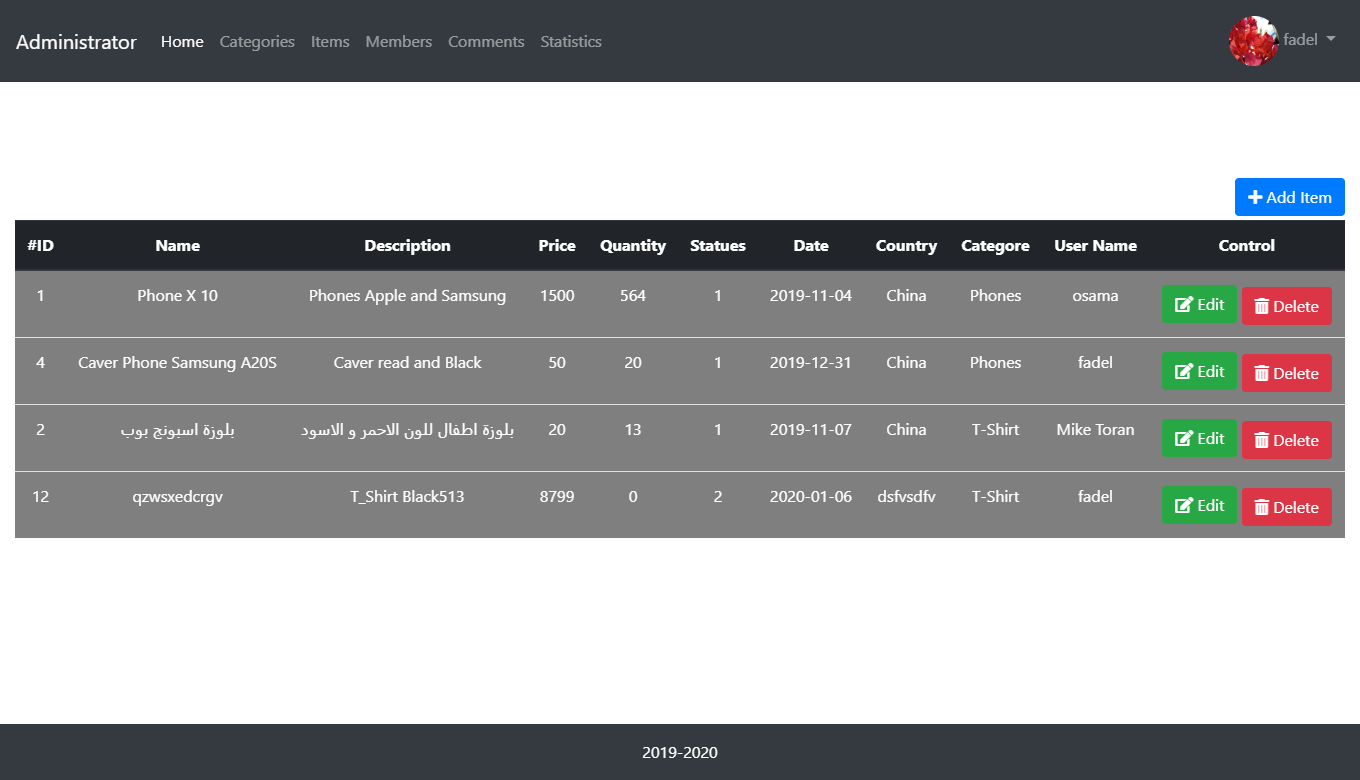 Administrator Home Categories Items Members Comments Statistics fadel
Add Item
#ID Name Description Price Quantity Statues Date Country Categore User Name Control
1 Phone X 10 Phones Apple and Samsung 1500 564 1 2019-11-04 China Phones osama Edit Delete
4 Caver Phone Samsung A20S Caver read and Black 50 20 1 2019-12-31 China Phones fadel Edit Delete
2 بلوزة اسبونج بوب بلوزة اطفال للون الاحمر و الاسود 20 13 1 2019-11-07 China T-Shirt Mike Toran Edit Delete
12 qzwsxedcrgv T_Shirt Black513 8799 0 2 2020-01-06 dsfvsdfv T-Shirt fadel Edit Delete
2019-2020